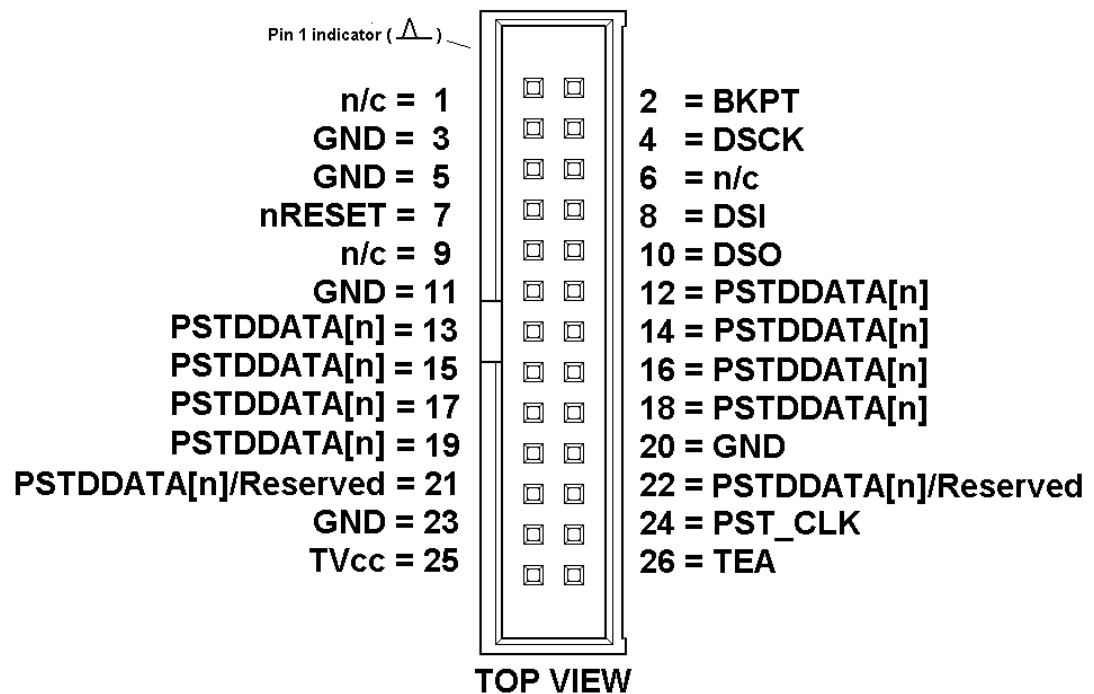 Pin 1 indicator ( )
n/c = 1 2 = BKPT
GND = 3 4 = DSCK
GND = 5 6 = n/c
nRESET = 7 8 = DSI
n/c = 9 10 = DSO
GND = 11 12 = PSTDDATA[n]
PSTDDATA[n] = 13 14 = PSTDDATA[n]
PSTDDATA[n] = 15 16 = PSTDDATA[n]
PSTDDATA[n] = 17 18 = PSTDDATA[n]
PSTDDATA[n] = 19 20 = GND
PSTDDATA[n]/Reserved = 21 22 = PSTDDATA[n]/Reserved
GND = 23 24 = PST_CLK
TVcc = 25 26 = TEA
TOP VIEW